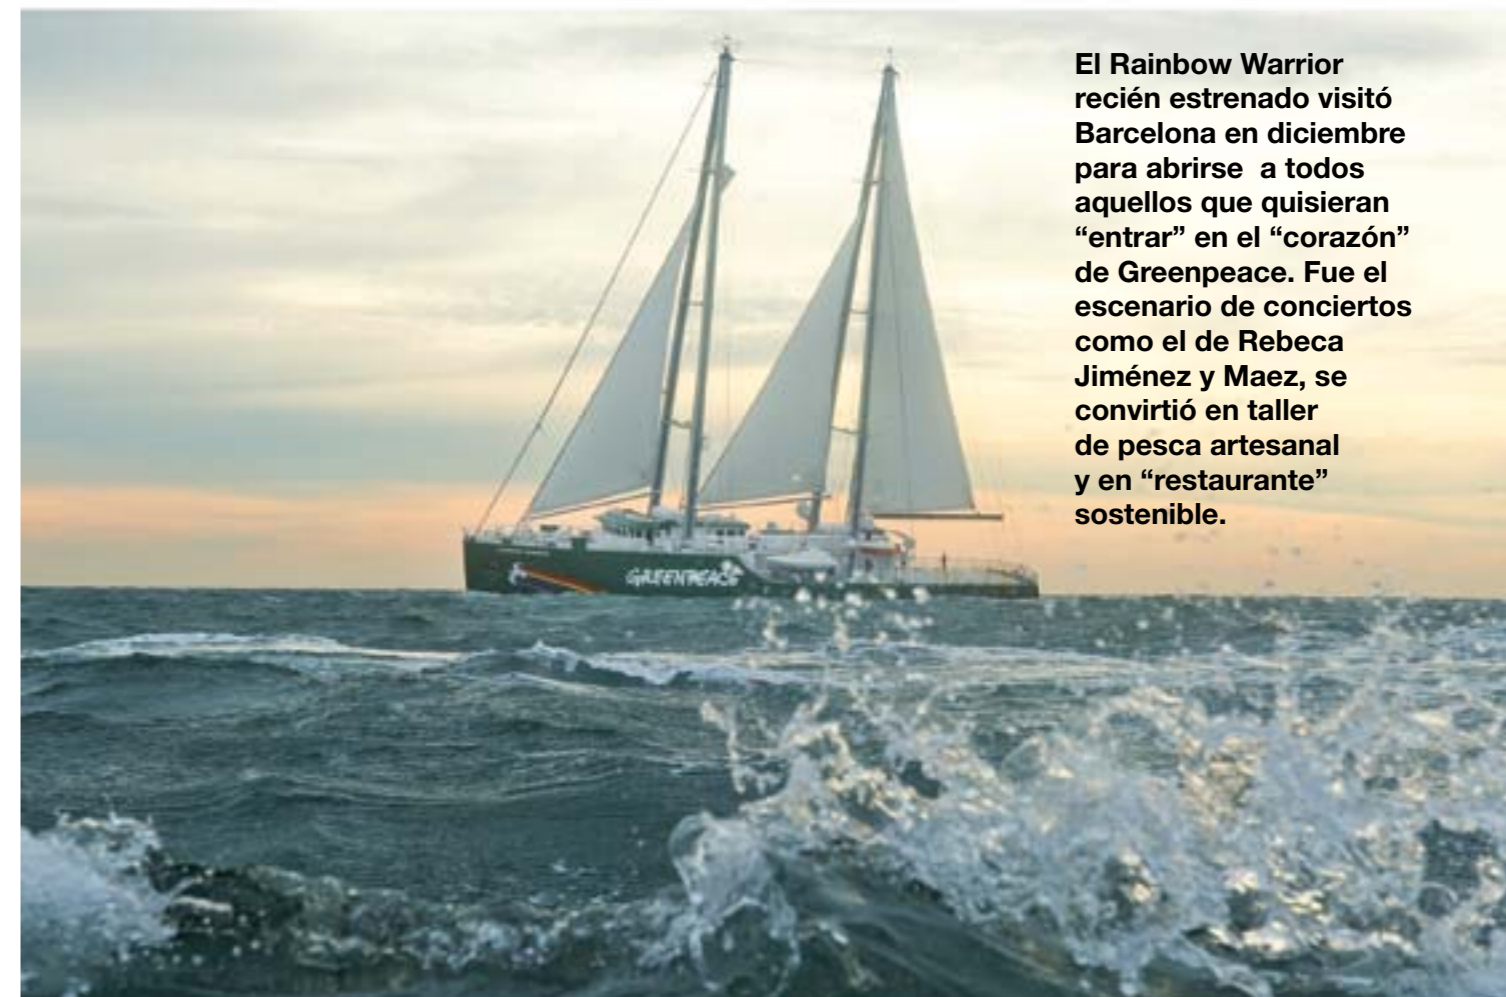 El Rainbow Warrior
recién estrenado visitó
Barcelona en diciembre
para abrirse  a todos
aquellos que quisieran
“entrar” en el “corazón”
de Greenpeace. Fue el
escenario de conciertos
como el de Rebeca
Jiménez y Maez, se
convirtió en taller
de pesca artesanal
y en “restaurante”
sostenible.
GREENPEACE